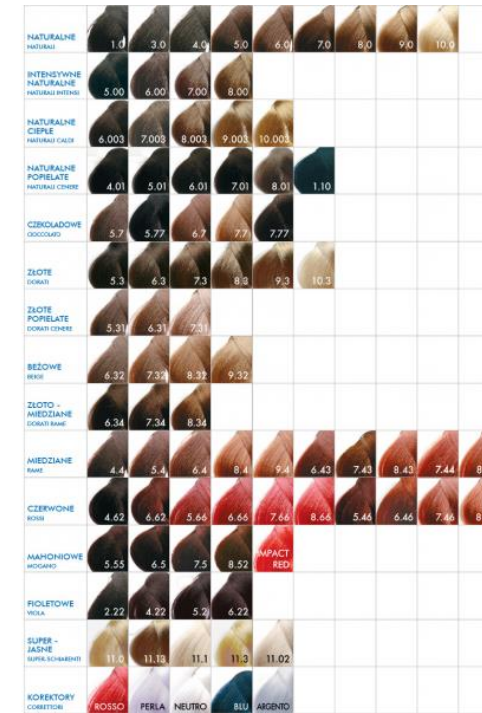 NATURALNE
NATURALI
1.0 3.0 4.0 5.0 6.0 7.0 8.0 9.0 10.0
INTENSYWNE
NATURALNE
NATURALI INTENSI
5.00 6.00 7.00 8.00
NATURALNE
CIEPŁE
NATURALI CALDI
6.003 7.003 8.003 9.003 10.003
NATURALNE
POPIELATE
NATURALI CENERE
4.01 5.01 6.01 7.01 8.01 1.10
CZEKOLADOWE
CIOCCOLATO
5.7 5.77 6.7 7.7 7.77
ZŁOTE
DORATI
5.3 6.3 7.3 8.3 9.3 10.3
ZŁOTE
POPIELATE
DORATI CENERE
5.31 6.31 7.31
BEŻOWE
BEIGE
6.32 7.32 8.32 9.32
ZŁOTO -
MIEDZIANE
DORATI RAME
6.34 7.34 8.34
MIEDZIANE
RAME
4.4 5.4 6.4 8.4 9.4 6.43 7.43 8.43 7.44 8
CZERWONE
ROSSI
4.62 6.62 5.66 6.66 7.66 8.66 5.46 6.46 7.46 8
MAHONIOWE
MOGANO
5.55 6.5 7.5 8.52 IMPACT
RED
FIOLETOWE
VIOLA
2.22 4.22 5.2 6.22
SUPER -
JASNE
SUPER SCHIARENTI
11.0 11.13 11.1 11.3 11.02
KOREKTORY
CORRETTORI
ROSSO PERLA NEUTRO BLU ARGENTO